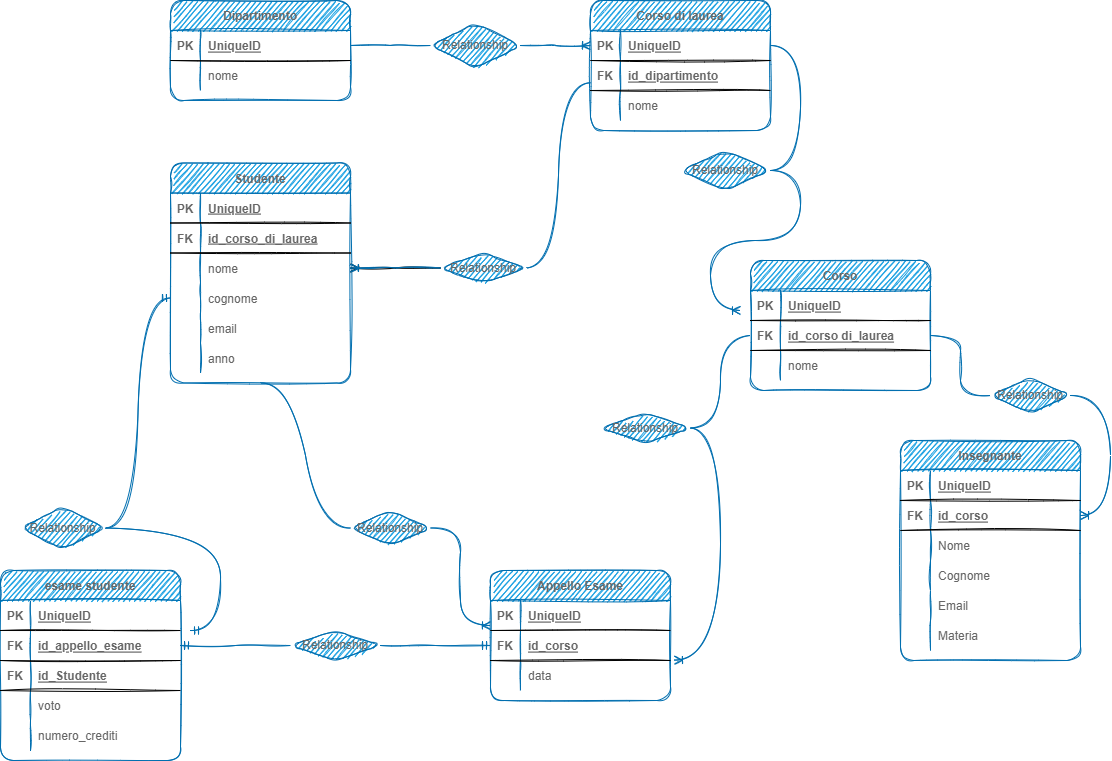 Dipartimento
PK UniqueID
nome
Relationship
Corso di laurea
PK UniqueID
FK id_dipartimento
nome
Relationship
Studente
PK UniqueID
FK id_corso_di_laurea
nome
cognome
email
anno
Relationship
Corso
PK UniqueID
FK id_corso di_laurea
nome
Relationship
Relationship
Insegnante
PK UniqueID
FK id_corso
Nome
Cognome
Email
Materia
Relationship
Relationship
esame studente
PK UniqueID
FK id_appello_esame
FK id_Studente
voto
numero_crediti
Relationship
Appello Esame
PK UniqueID
FK id_corso
data